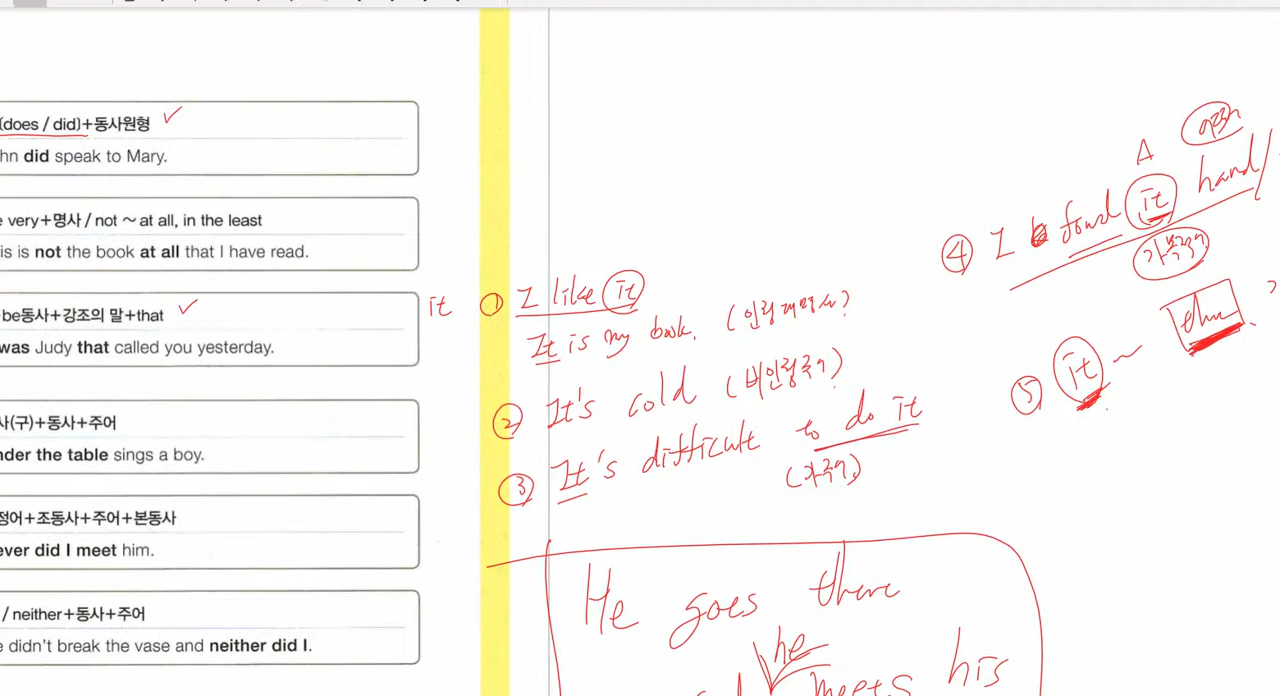 (does / did)+동사원형
hn did speak to Mary.
very+명사 / not ~ at all, in the least
is is not the book at all that I have read.
be동사+강조의 말+that
was Judy that called you yesterday.
사(구)+동사+주어
nder the table sings a boy.
정어+조동사+주어+본동사
ever did I meet him.
/ neither+동사+주어
e didn't break the vase and neither did I.
it
① I like it
It is my book. (인칭대명사)
② It's cold (비인칭주어)
③ It's difficult to do it
(가주어)
④ I found it hard /
A
가목적어
⑤ it ~
He goes there
he
meets his